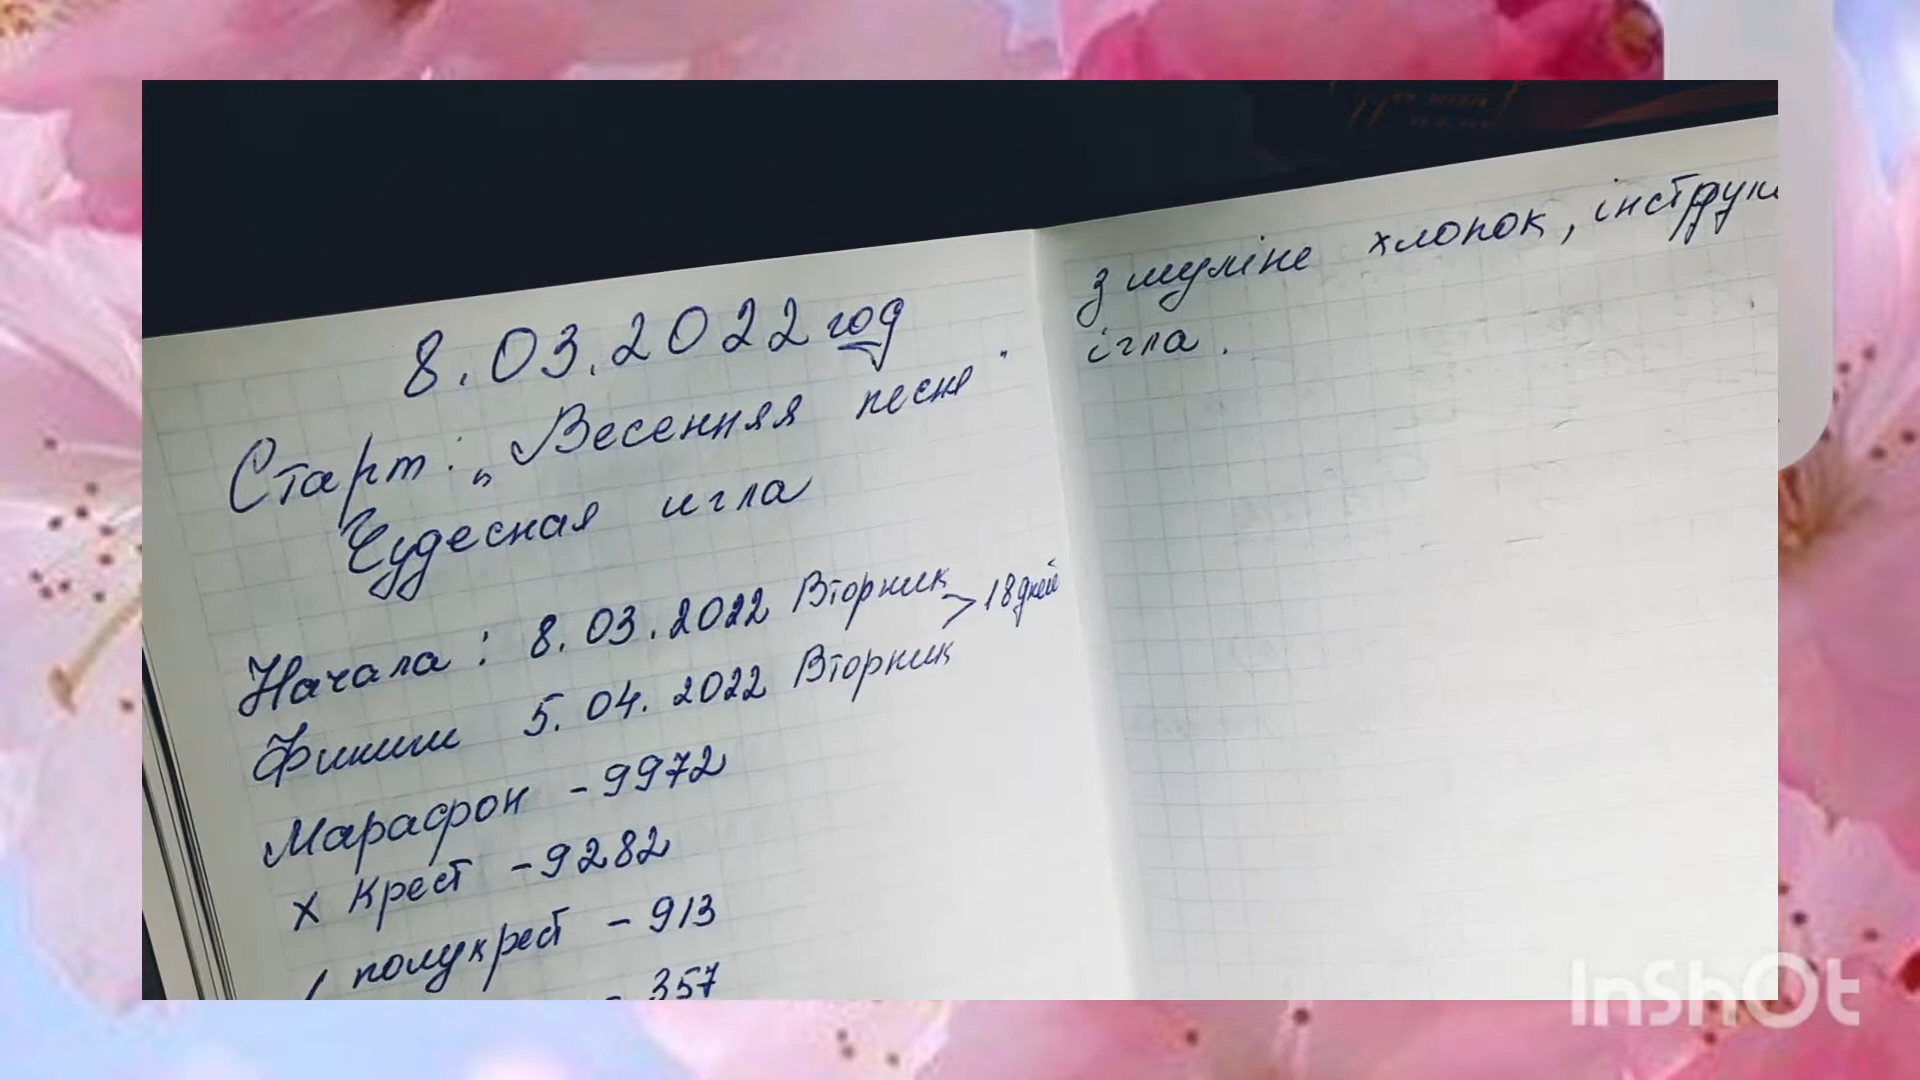 8.03.2022 год
Старт: „Весенняя песня"
Чудесная игла
Начала: 8.03.2022 Вторник
> 18 дней
Финиш 5.04.2022 Вторник
Марафон - 9972
х Крест - 9282
/ полукрест - 913
- 357
з муліне хлопок, інструк
ігла.
InShOt